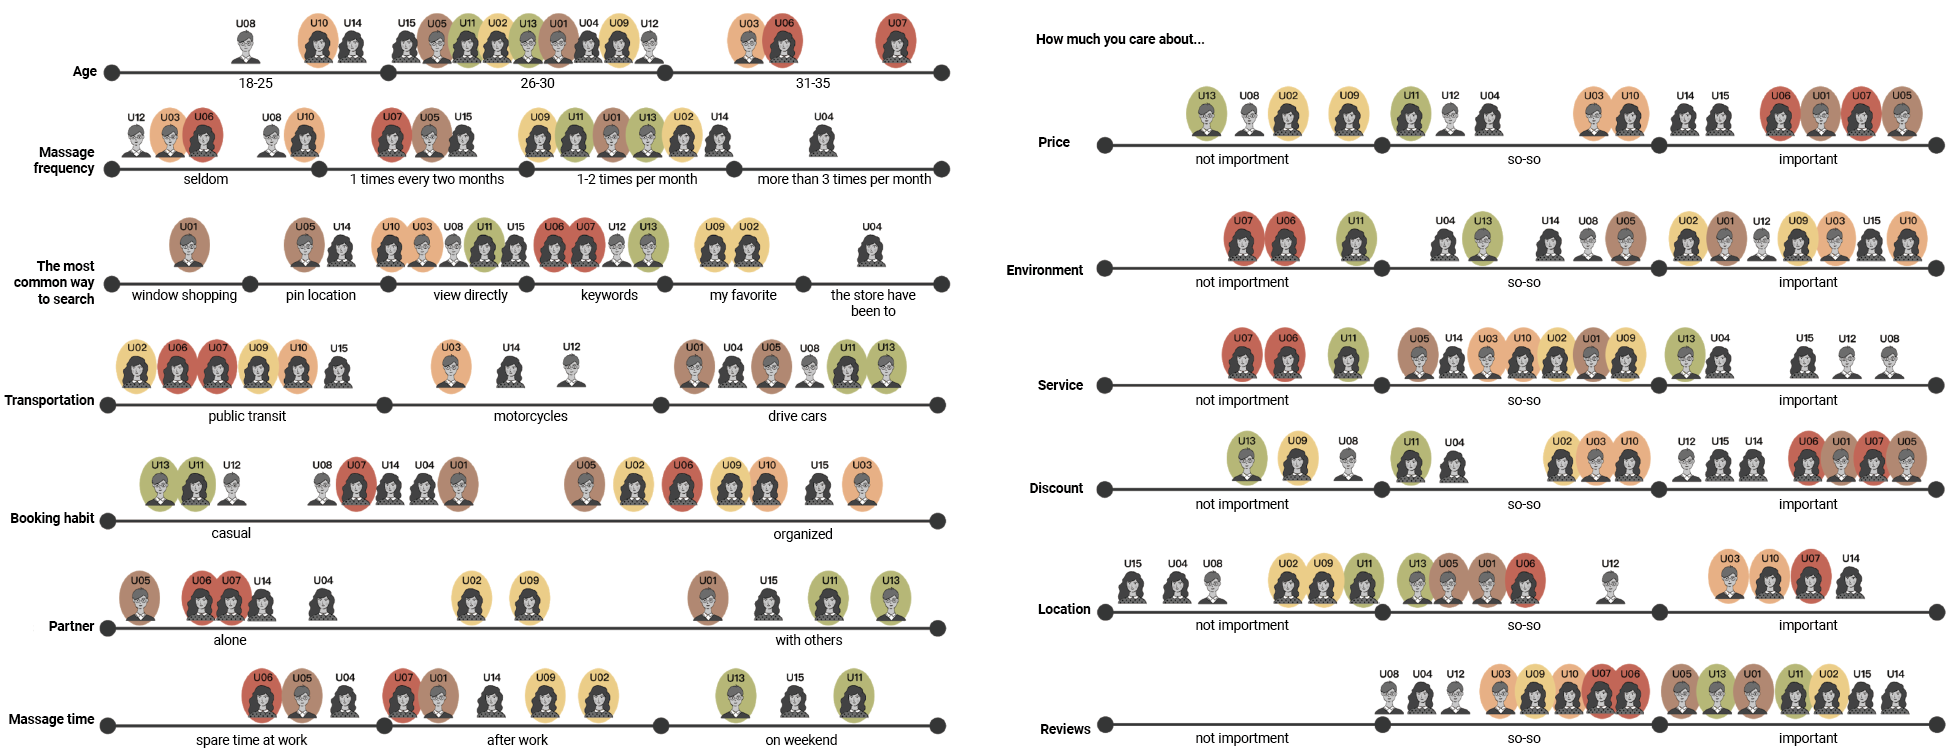 U08 U10 U14 U15 U05 U11 U02 U13 U01 U04 U09 U12 U03 U06 U07
Age
18-25 26-30 31-35
U12 U03 U06 U08 U10 U07 U05 U15 U09 U11 U01 U13 U02 U14 U04
Massage
frequency
seldom 1 times every two months 1-2 times per month more than 3 times per month
U01 U05 U14 U10 U03 U08 U11 U15 U06 U07 U12 U13 U09 U02 U04
The most
common way
to search
window shopping pin location view directly keywords my favorite the store have
been to
U02 U06 U07 U09 U10 U15 U03 U14 U12 U01 U04 U05 U08 U11 U13
Transportation
public transit motorcycles drive cars
U13 U11 U12 U08 U07 U14 U04 U01 U05 U02 U06 U09 U10 U15 U03
Booking habit
casual organized
U05 U06 U07 U14 U04 U02 U09 U01 U15 U11 U13
Partner
alone with others
U06 U05 U04 U07 U01 U14 U09 U02 U13 U15 U11
Massage time
spare time at work after work on weekend
How much you care about...
U13 U08 U02 U09 U11 U12 U04 U03 U10 U14 U15 U06 U01 U07 U05
Price
not importment so-so important
U07 U06 U11 U04 U13 U14 U08 U05 U02 U01 U12 U09 U03 U15 U10
Environment
not importment so-so important
U07 U06 U11 U05 U14 U03 U10 U02 U01 U09 U13 U04 U15 U12 U08
Service
not importment so-so important
U13 U09 U08 U11 U04 U02 U03 U10 U12 U15 U14 U06 U01 U07 U05
Discount
not importment so-so important
U15 U04 U08 U02 U09 U11 U13 U05 U01 U06 U12 U03 U10 U07 U14
Location
not importment so-so important
U08 U04 U12 U03 U09 U10 U07 U06 U05 U13 U01 U11 U02 U15 U14
Reviews
not importment so-so important